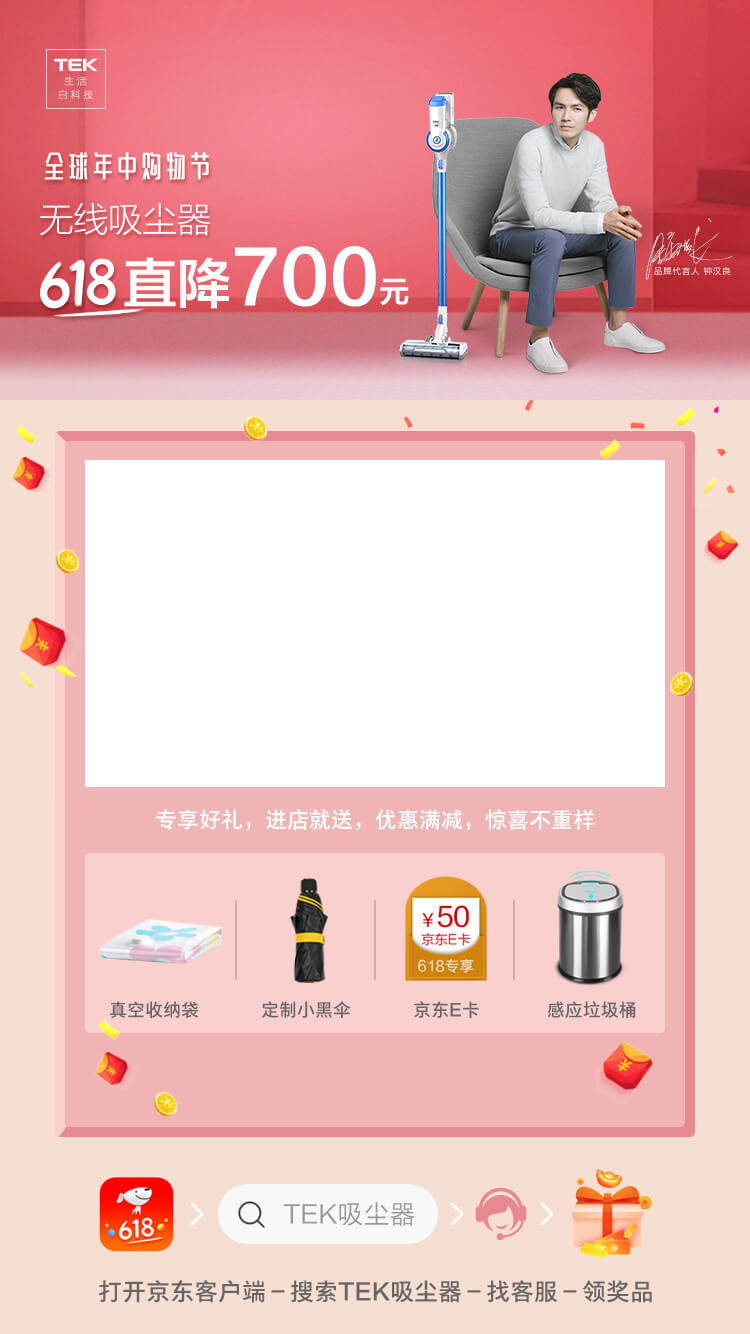 TEK
生活
白科技
全球年中购物节
无线吸尘器
618直降700元
品牌代言人 钟汉良
专享好礼，进店就送，优惠满减，惊喜不重样
¥50
京东E卡
618专享
真空收纳袋
定制小黑伞
京东E卡
感应垃圾桶
618
TEK吸尘器
打开京东客户端－搜索TEK吸尘器－找客服－领奖品